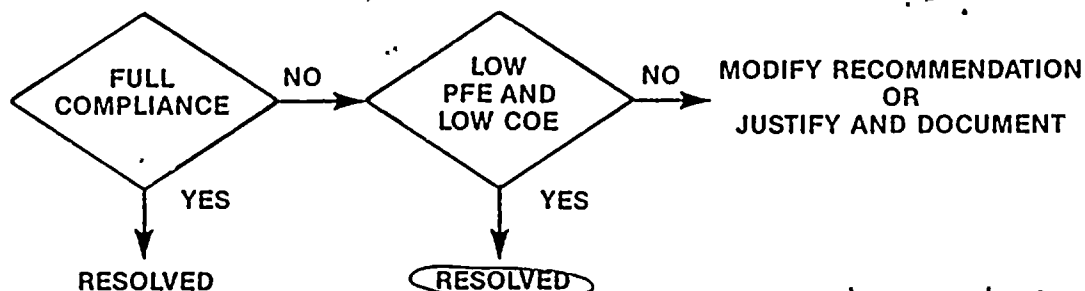 FULL
COMPLIANCE
NO
LOW
PFE AND
LOW COE
NO
MODIFY RECOMMENDATION
OR
JUSTIFY AND DOCUMENT
YES
YES
RESOLVED
RESOLVED